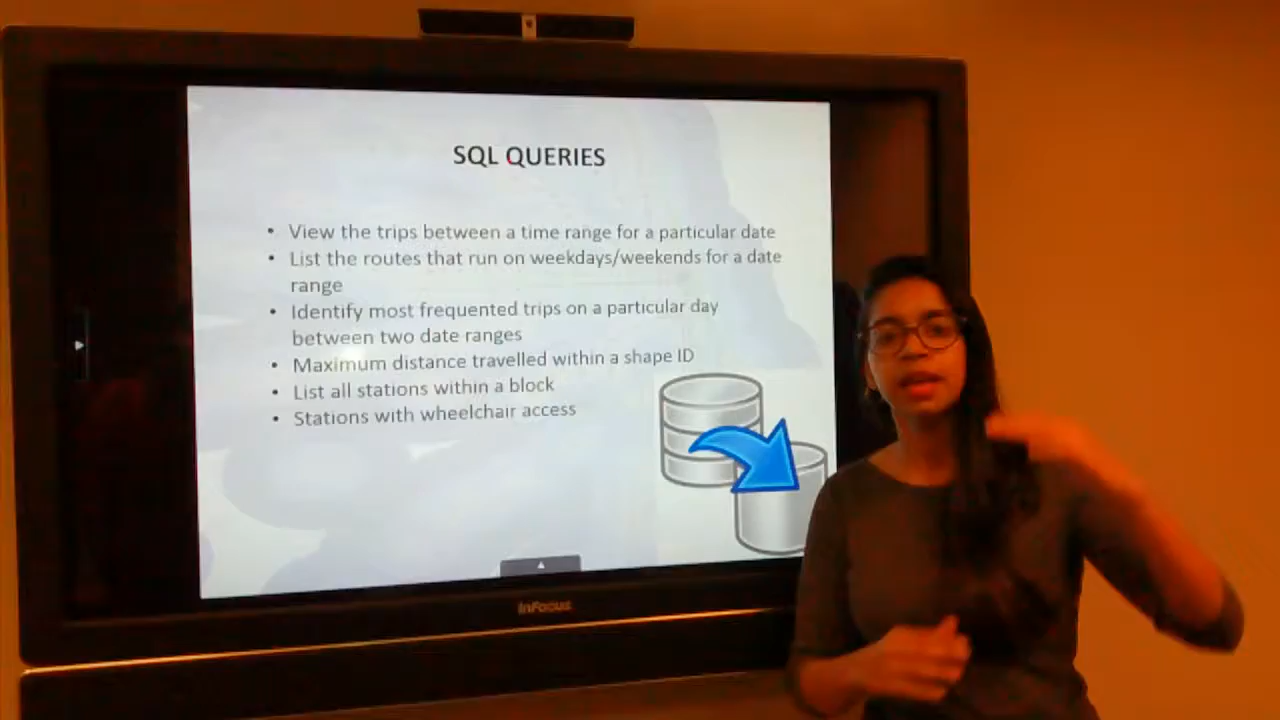 SQL QUERIES
• View the trips between a time range for a particular date
• List the routes that run on weekdays/weekends for a date
range
• Identify most frequented trips on a particular day
between two date ranges
• Maximum distance travelled within a shape ID
• List all stations within a block
• Stations with wheelchair access
InFocus